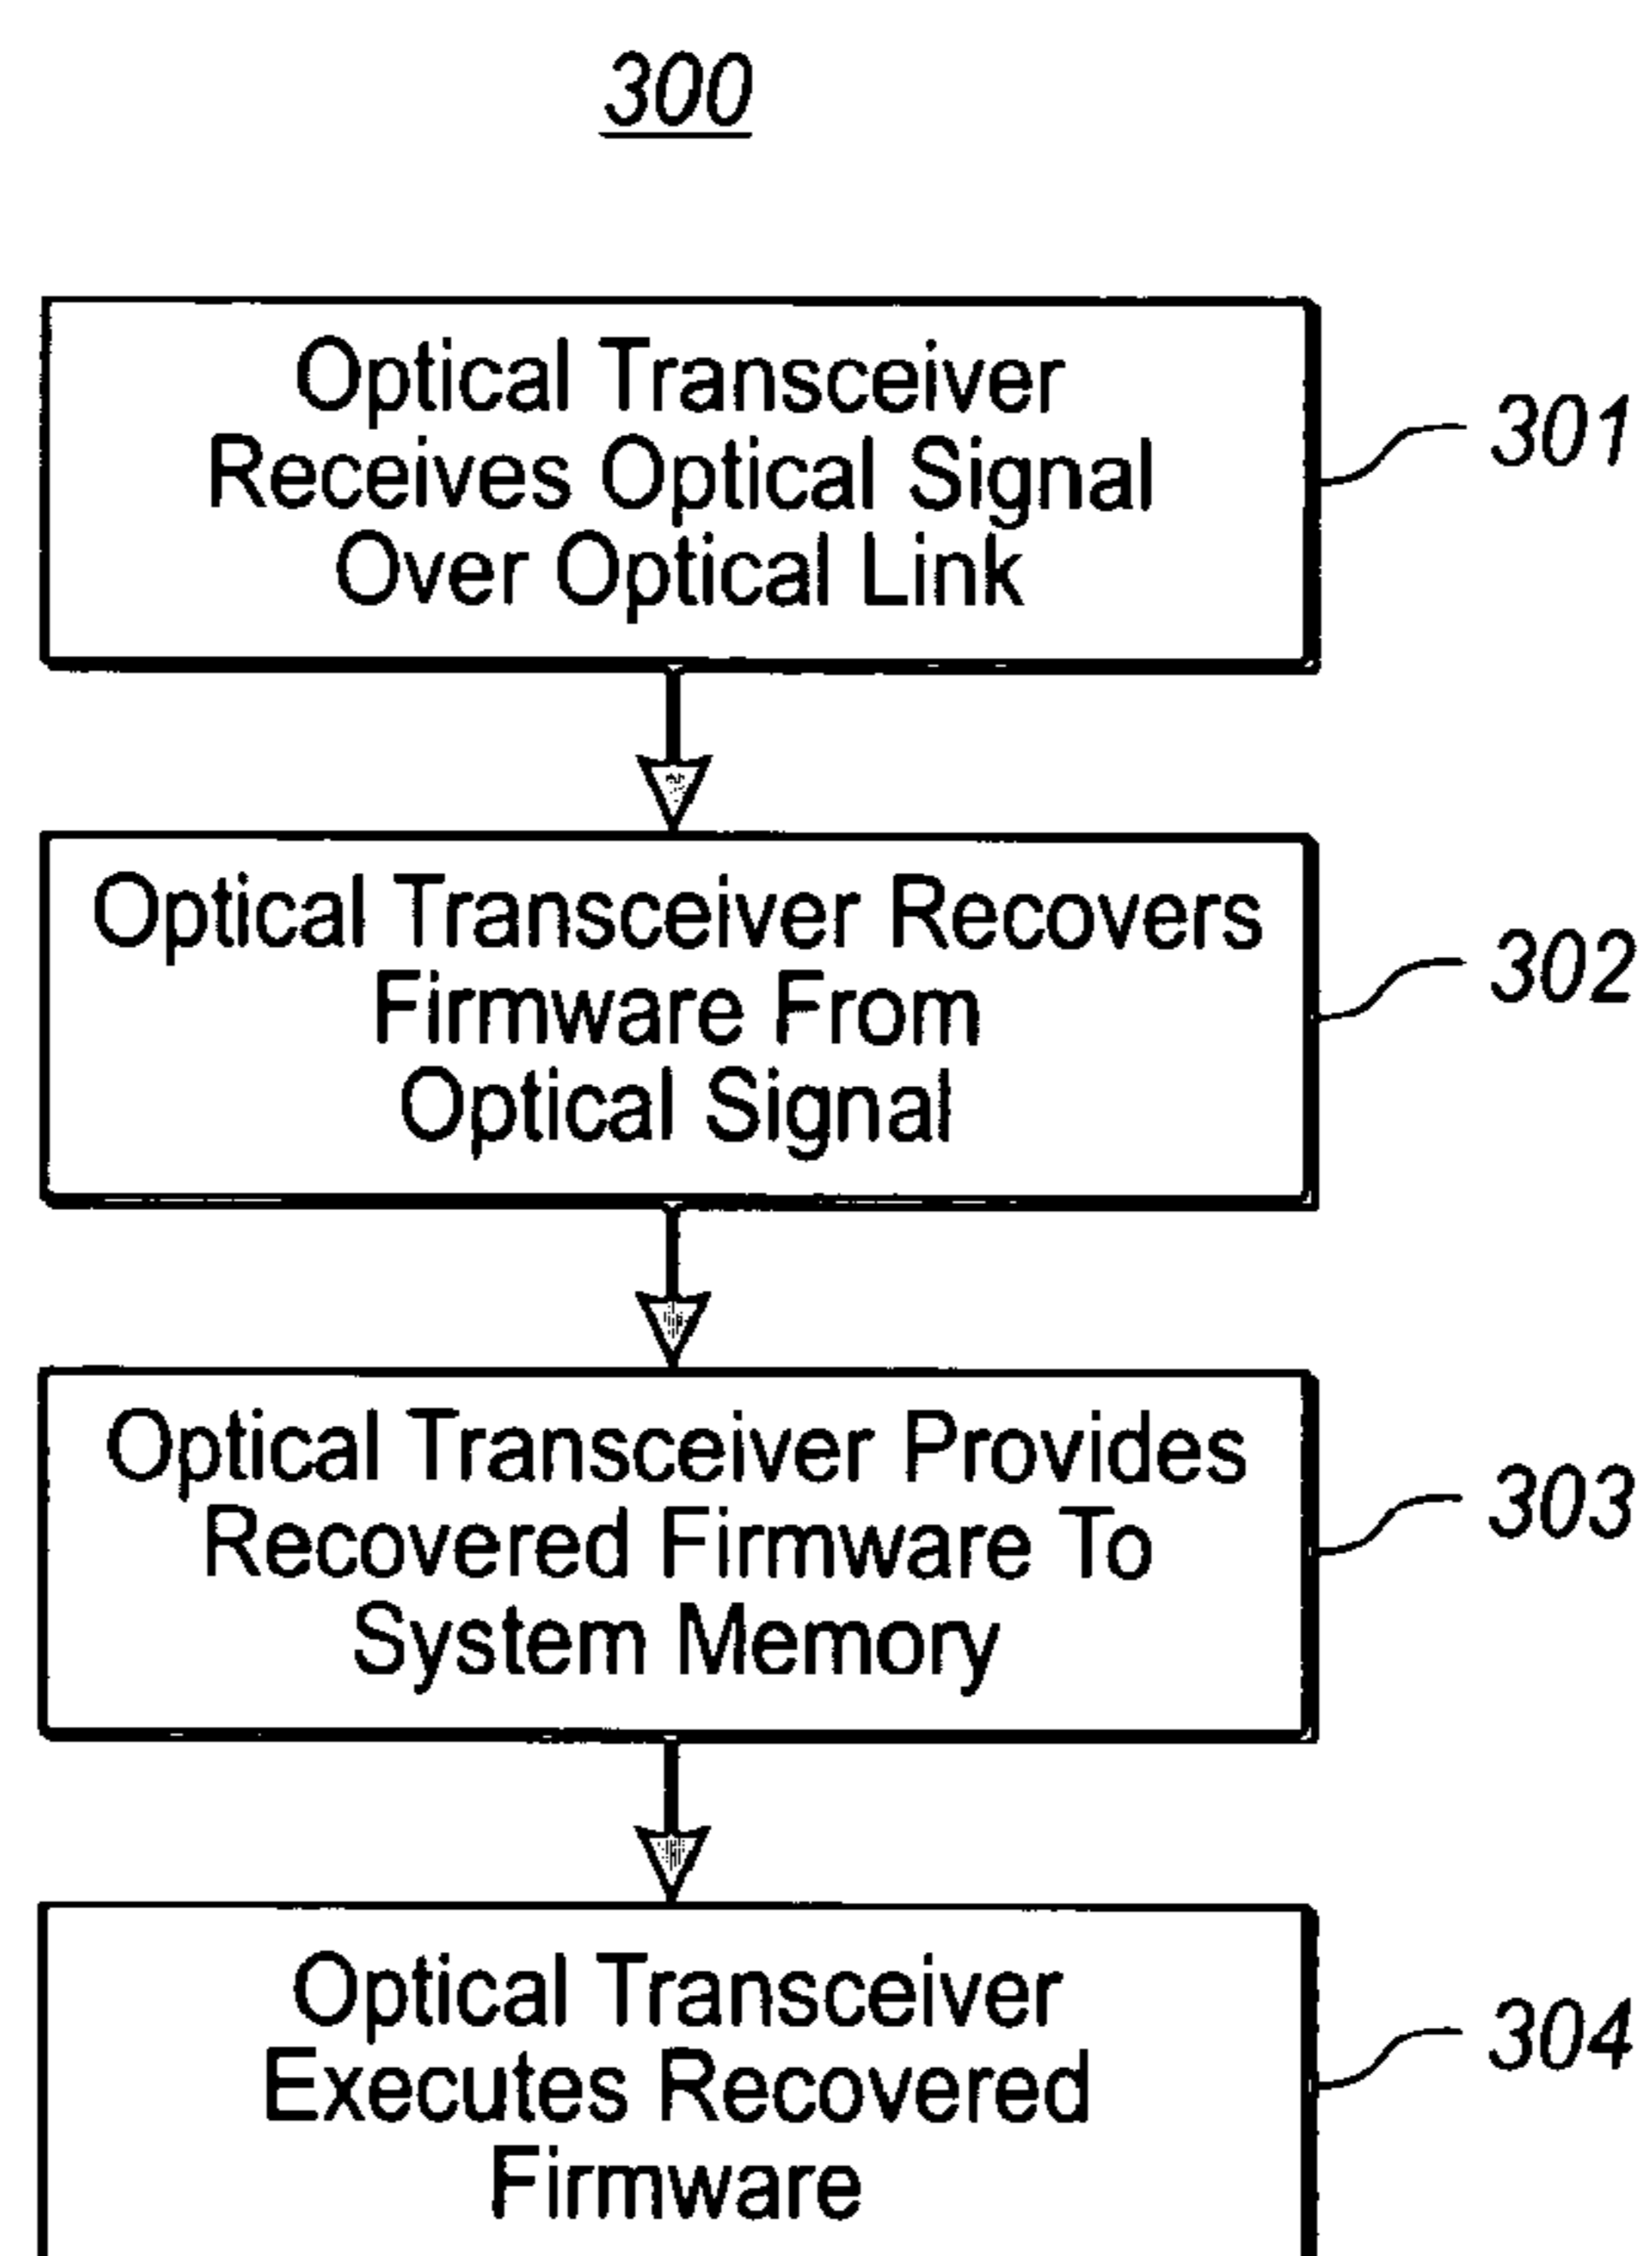 300
Optical Transceiver
Receives Optical Signal
Over Optical Link
301
Optical Transceiver Recovers
Firmware From
Optical Signal
302
Optical Transceiver Provides
Recovered Firmware To
System Memory
303
Optical Transceiver
Executes Recovered
Firmware
304